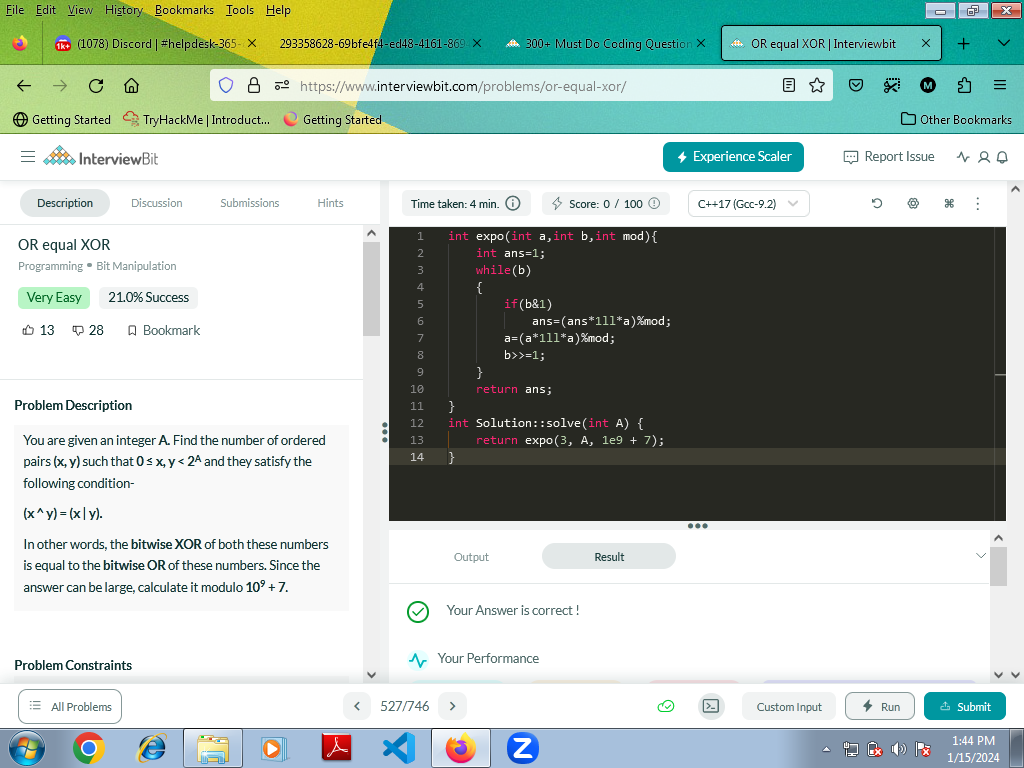 File Edit View History Bookmarks Tools Help
(1078) Discord | #helpdesk-365-
293358628-69bfe4f4-ed48-4161-869
300+ Must Do Coding Question
OR equal XOR | Interviewbit
https://www.interviewbit.com/problems/or-equal-xor/
Getting Started
TryHackMe | Introduct...
Getting Started
Other Bookmarks
InterviewBit
Experience Scaler
Report Issue
Description
Discussion
Submissions
Hints
Time taken: 4 min.
Score: 0 / 100
C++17 (Gcc-9.2)
OR equal XOR
Programming • Bit Manipulation
Very Easy
21.0% Success
13
28
Bookmark
Problem Description
You are given an integer A. Find the number of ordered
pairs (x, y) such that 0 ≤ x, y < 2ᴬ and they satisfy the
following condition-
(x ^ y) = (x | y).
In other words, the bitwise XOR of both these numbers
is equal to the bitwise OR of these numbers. Since the
answer can be large, calculate it modulo 10⁹ + 7.
Problem Constraints
1 int expo(int a,int b,int mod){
2 int ans=1;
3 while(b)
4 {
5 if(b&1)
6 ans=(ans*1ll*a)%mod;
7 a=(a*1ll*a)%mod;
8 b>>=1;
9 }
10 return ans;
11 }
12 int Solution::solve(int A) {
13 return expo(3, A, 1e9 + 7);
14 }
Output
Result
Your Answer is correct !
Your Performance
All Problems
527/746
Custom Input
Run
Submit
1:44 PM
1/15/2024